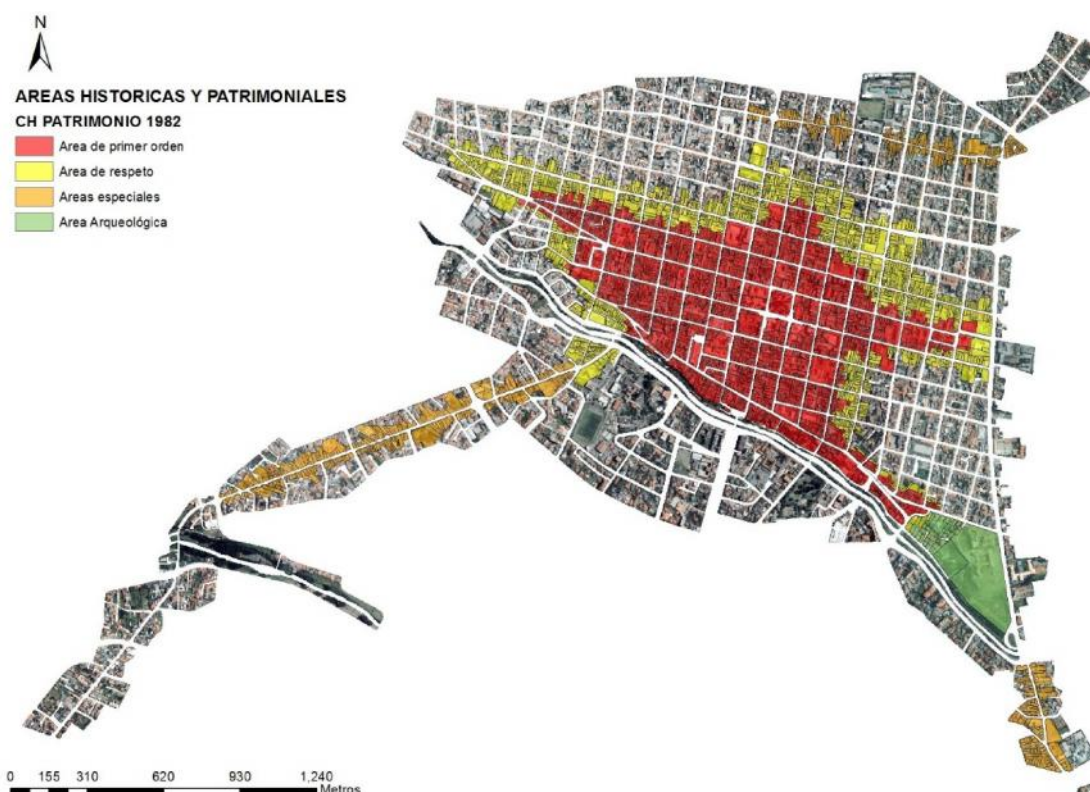 N
AREAS HISTORICAS Y PATRIMONIALES
CH PATRIMONIO 1982
Area de primer orden
Area de respeto
Areas especiales
Area Arqueológica
0 155 310 620 930 1,240
Metros